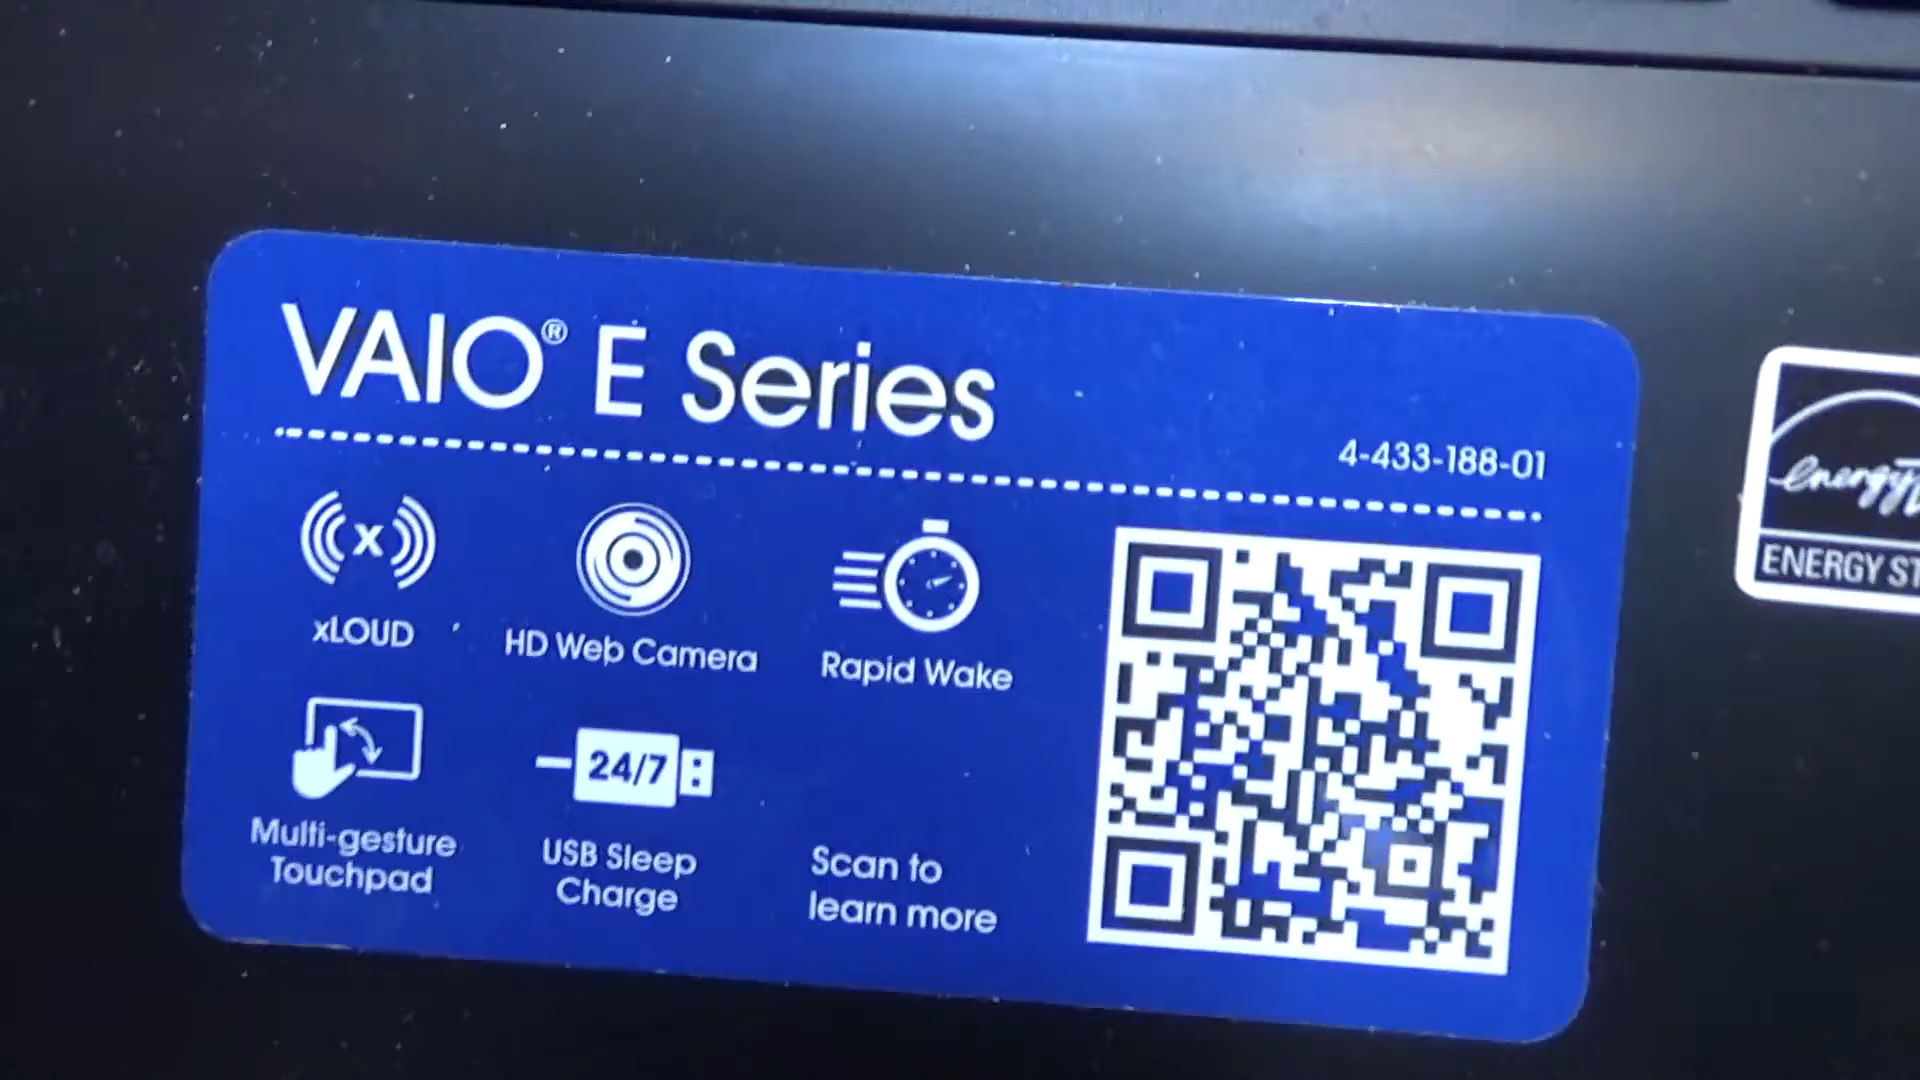 VAIO® E Series
4-433-188-01
x
xLOUD
HD Web Camera
Rapid Wake
24/7
Multi-gesture
Touchpad
USB Sleep
Charge
Scan to
learn more
energy
ENERGY ST